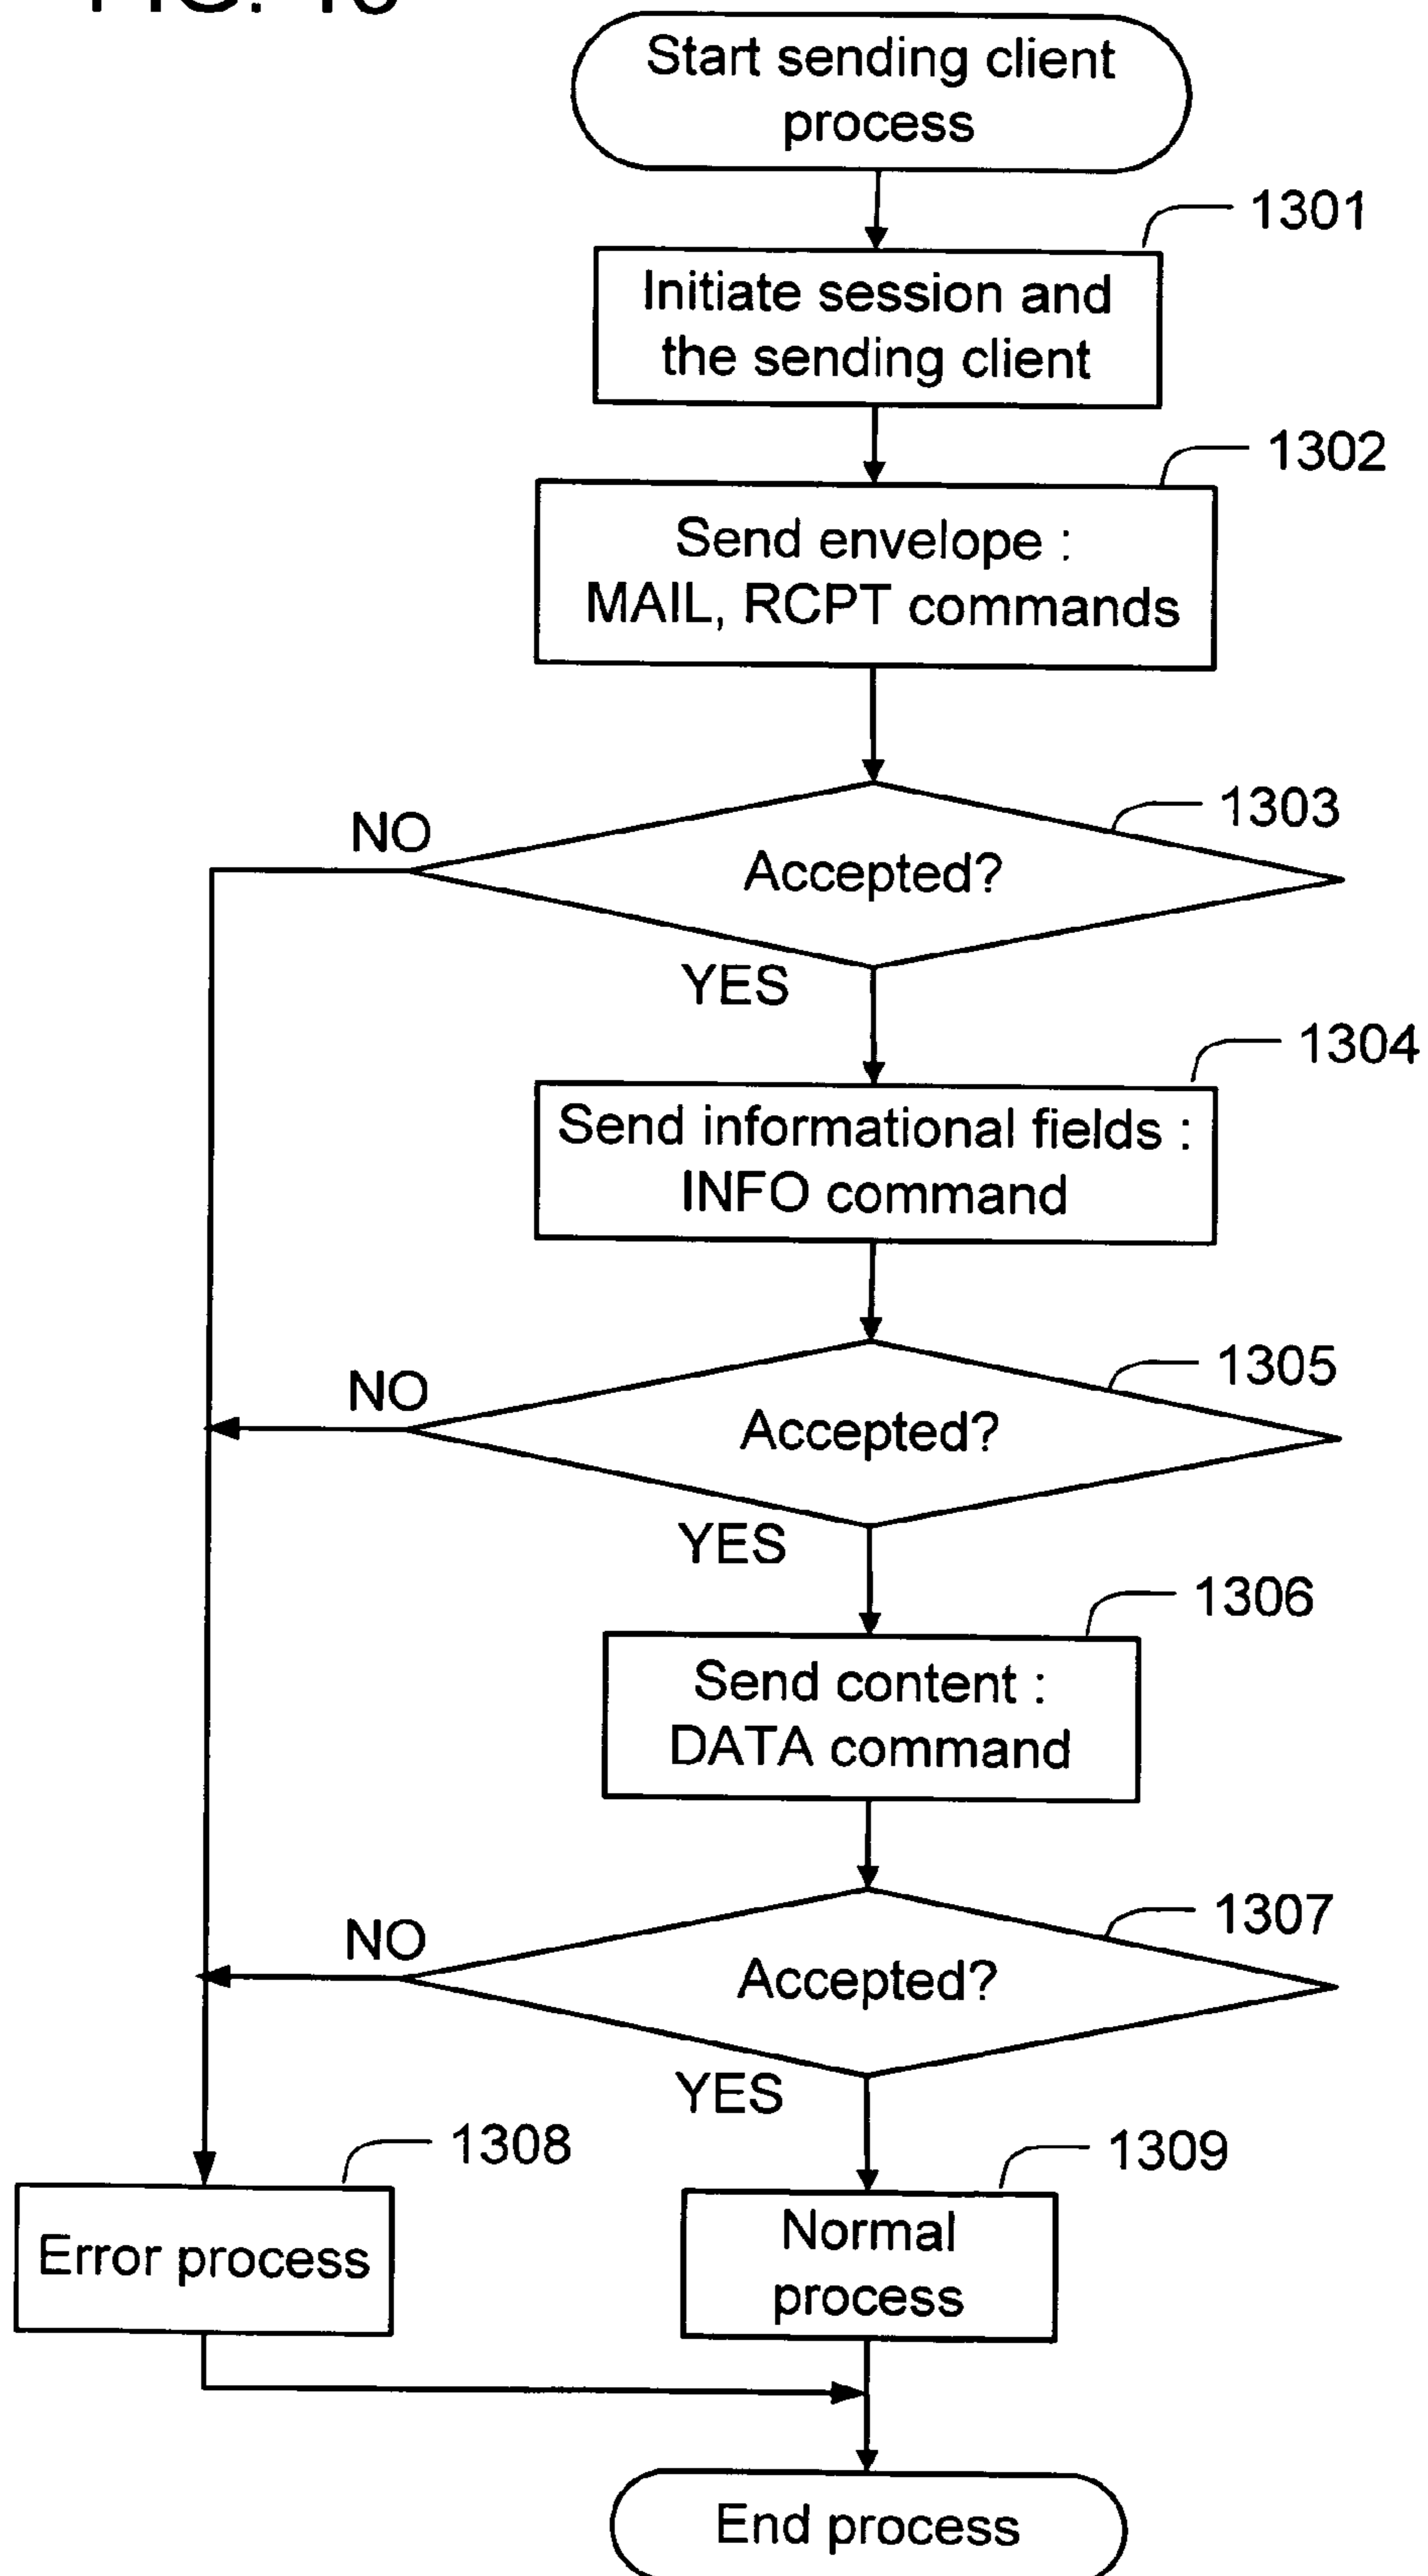 Start sending client
process
1301
Initiate session and
the sending client
1302
Send envelope :
MAIL, RCPT commands
1303
NO
Accepted?
YES
1304
Send informational fields :
INFO command
1305
NO
Accepted?
YES
1306
Send content :
DATA command
1307
NO
Accepted?
YES
1308
1309
Error process
Normal
process
End process